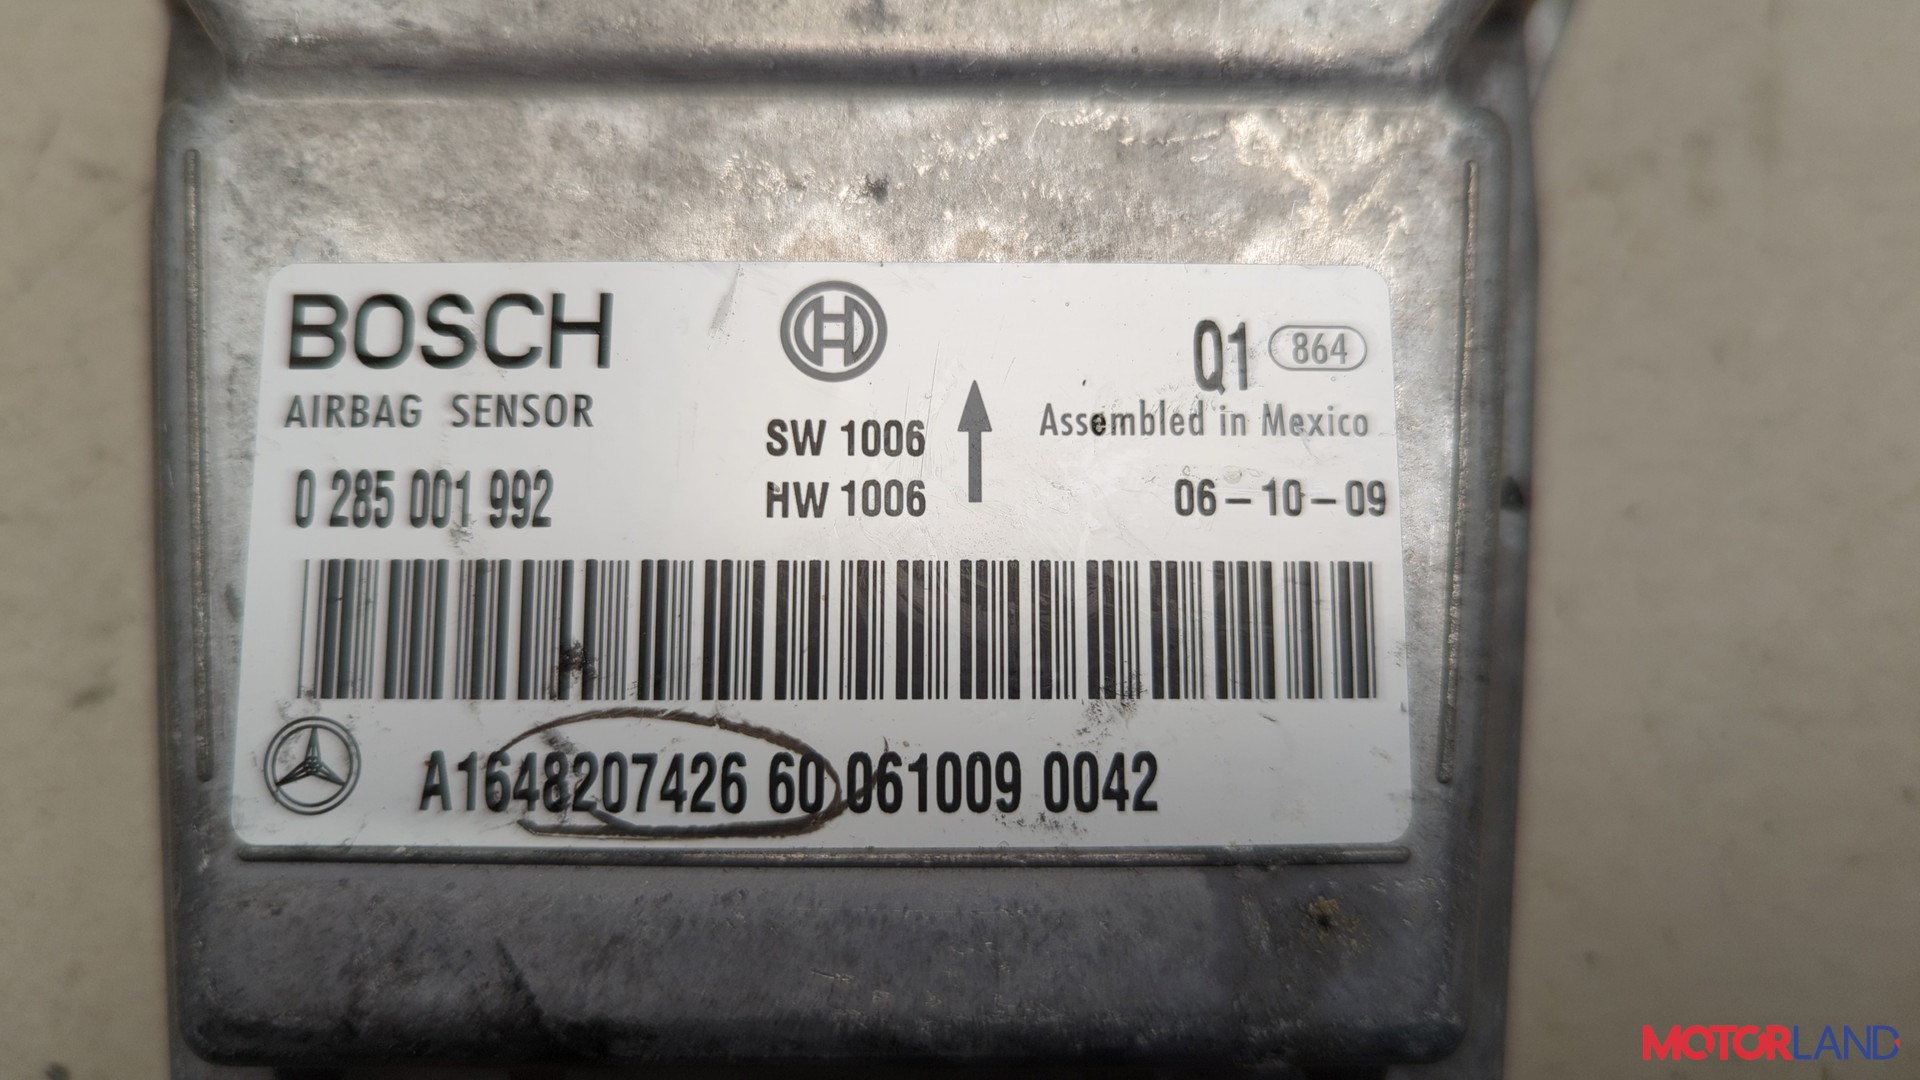 BOSCH
AIRBAG SENSOR
0 285 001 992
SW 1006
HW 1006
Q1 864
Assembled in Mexico
06-10-09
A1648207426 60 061009 0042
MOTORLAND